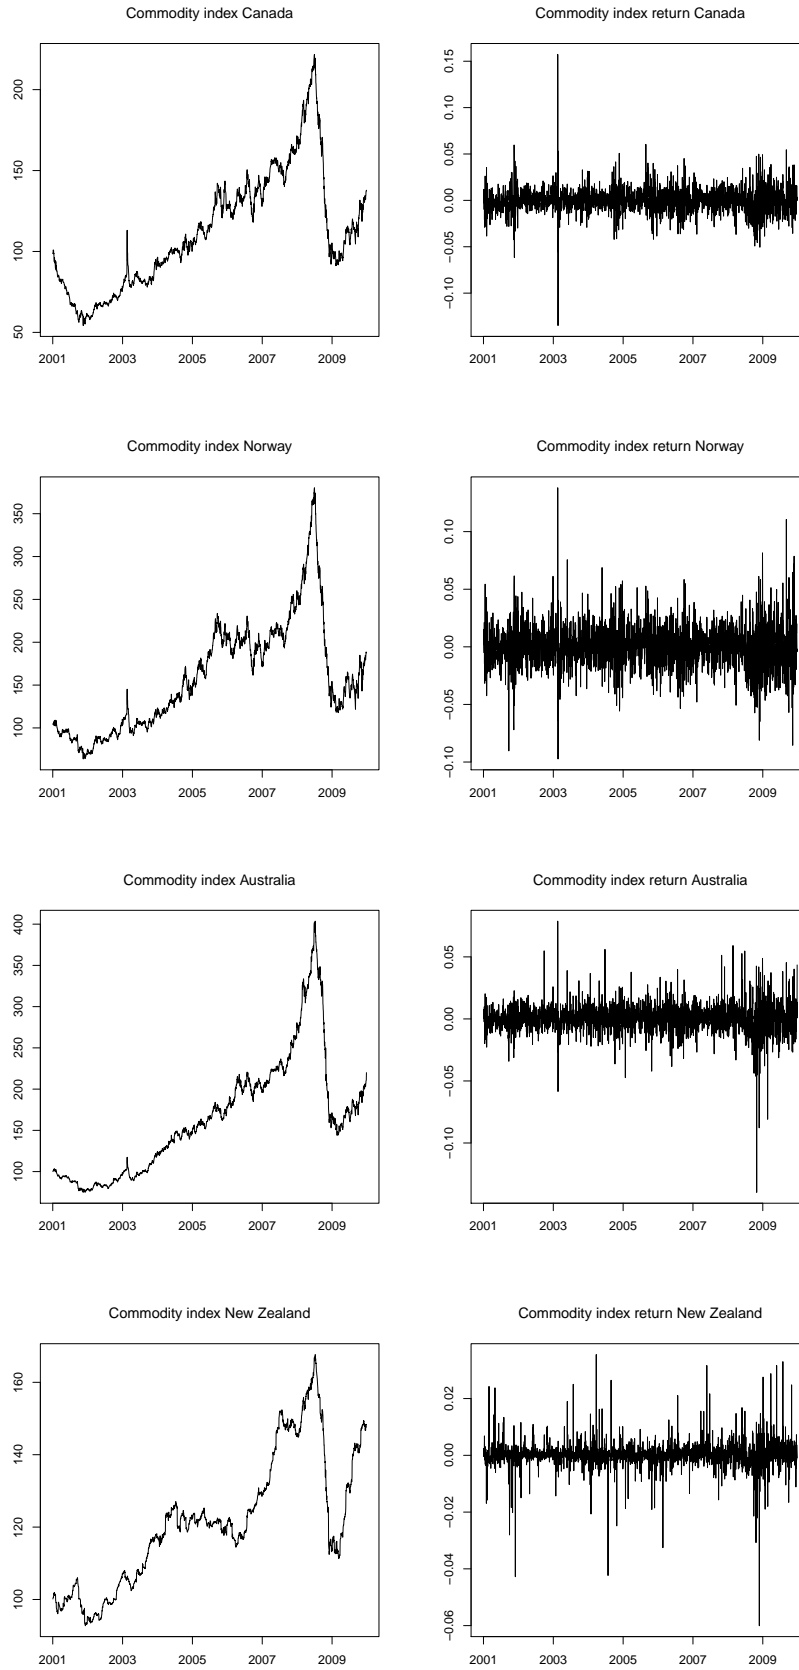 Commodity index Canada
200
150
100
50
2001 2003 2005 2007 2009
Commodity index return Canada
0.15
0.10
0.05
0.00
−0.05
−0.10
2001 2003 2005 2007 2009
Commodity index Norway
350
300
250
200
150
100
2001 2003 2005 2007 2009
Commodity index return Norway
0.10
0.05
0.00
−0.05
−0.10
2001 2003 2005 2007 2009
Commodity index Australia
400
350
300
250
200
150
100
2001 2003 2005 2007 2009
Commodity index return Australia
0.05
0.00
−0.05
−0.10
2001 2003 2005 2007 2009
Commodity index New Zealand
160
140
120
100
2001 2003 2005 2007 2009
Commodity index return New Zealand
0.02
0.00
−0.02
−0.04
−0.06
2001 2003 2005 2007 2009